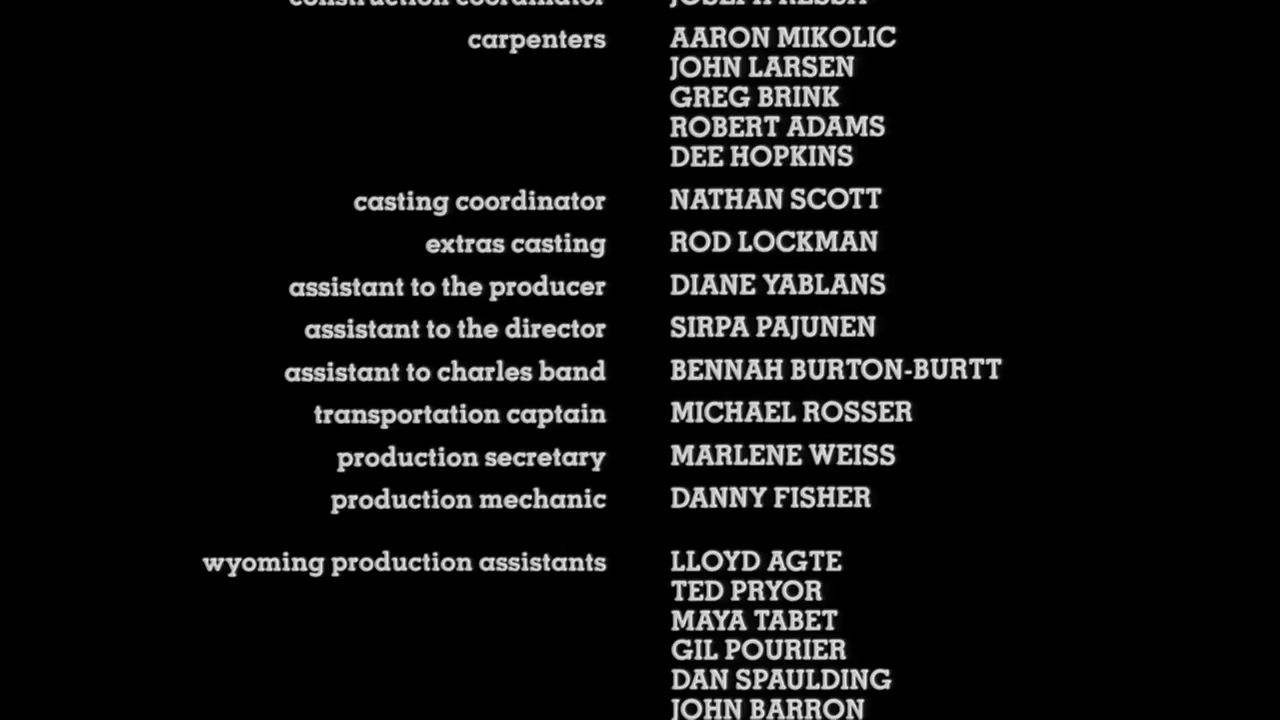 construction coordinator JOSEPH RESSA
carpenters AARON MIKOLIC
JOHN LARSEN
GREG BRINK
ROBERT ADAMS
DEE HOPKINS
casting coordinator NATHAN SCOTT
extras casting ROD LOCKMAN
assistant to the producer DIANE YABLANS
assistant to the director SIRPA PAJUNEN
assistant to charles band BENNAH BURTON-BURTT
transportation captain MICHAEL ROSSER
production secretary MARLENE WEISS
production mechanic DANNY FISHER
wyoming production assistants LLOYD AGTE
TED PRYOR
MAYA TABET
GIL POURIER
DAN SPAULDING
JOHN BARRON